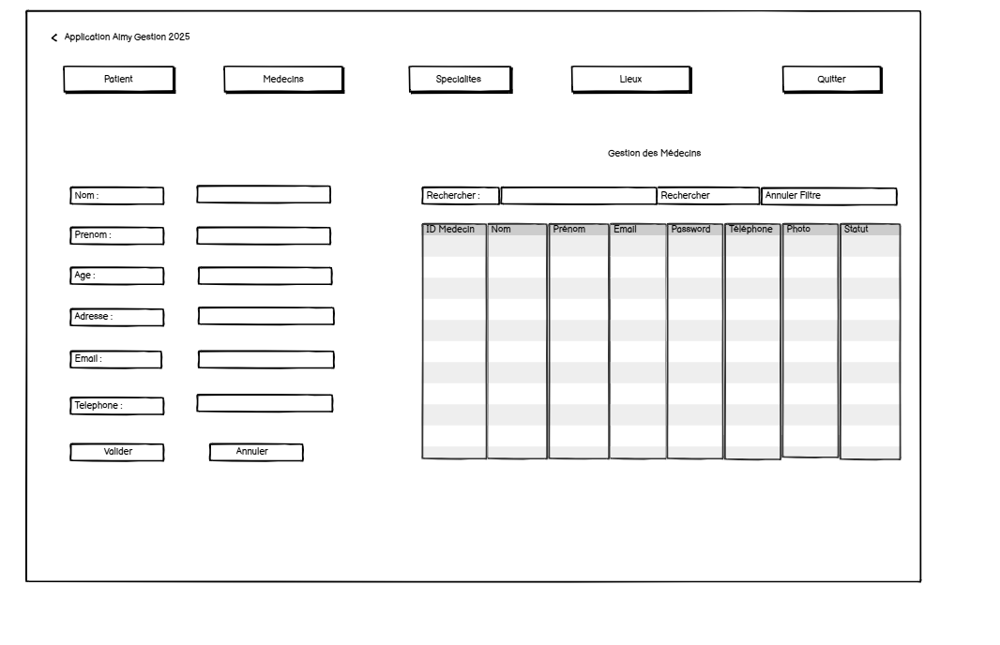 Application Almy Gestion 2025
Patient
Medecins
Specialites
Lieux
Quitter
Gestion des Médecins
Nom :
Prenom :
Age :
Adresse :
Email :
Telephone :
Valider
Annuler
Rechercher :
Rechercher
Annuler Filtre
ID Medecin
Nom
Prénom
Email
Password
Téléphone
Photo
Statut